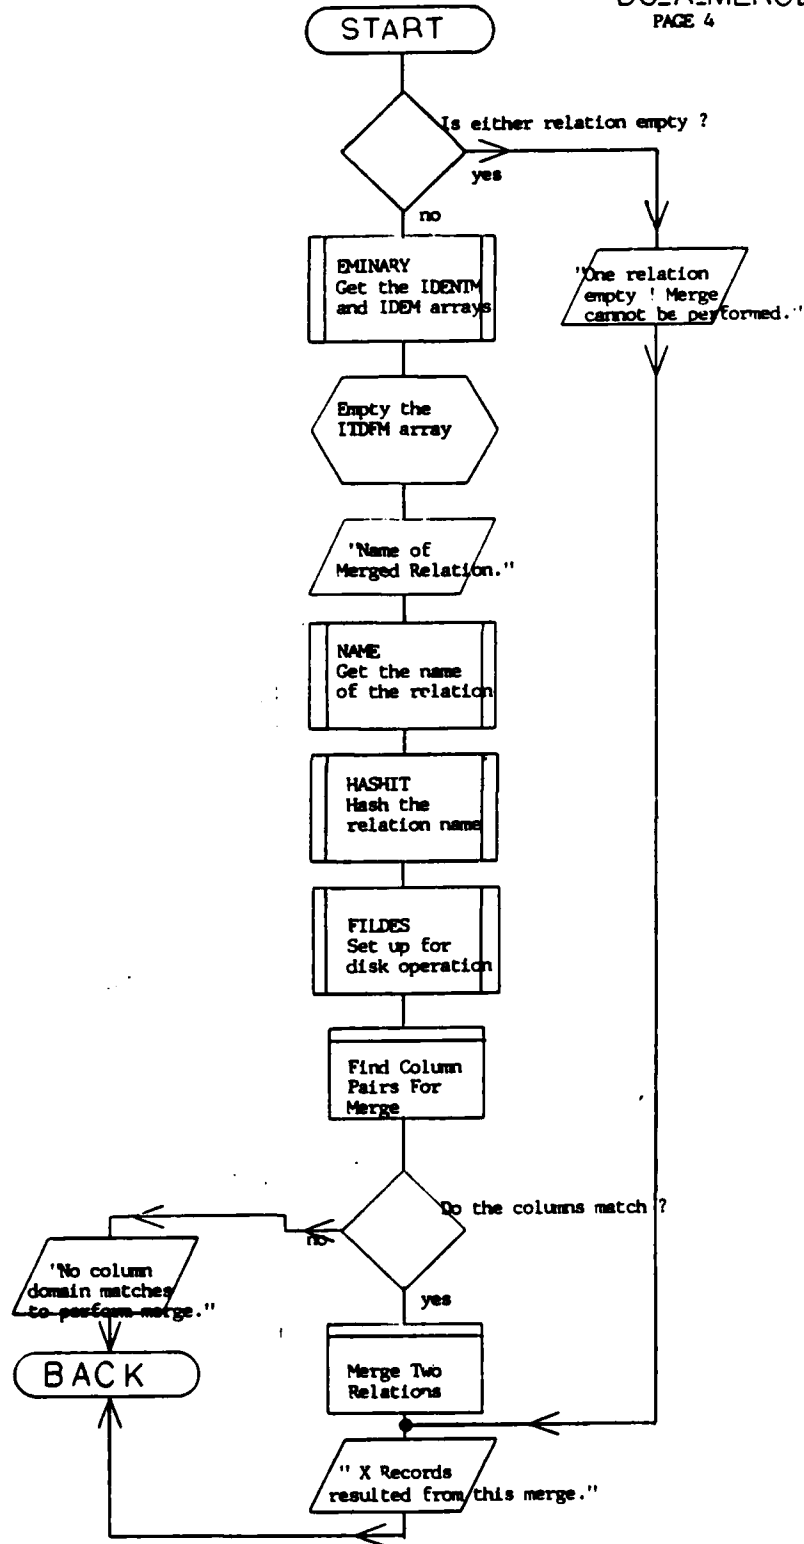 PAGE 4
START
Is either relation empty ?
yes
no
EMINARY
Get the IDENTM
and IDEM arrays
"One relation
empty ! Merge
cannot be performed."
Empty the
ITDFM array
"Name of
Merged Relation."
NAME
Get the name
of the relation
HASHIT
Hash the
relation name
FILDES
Set up for
disk operation
Find Column
Pairs For
Merge
Do the columns match ?
no
"No column
domain matches
to perform merge."
yes
BACK
Merge Two
Relations
" X Records
resulted from this merge."